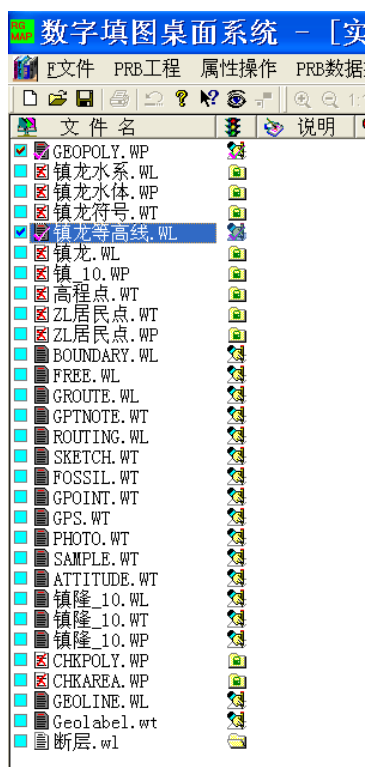 RG MAP 数字填图桌面系统 - [实
F文件 PRB工程 属性操作 PRB数据
1:
文件名 说明
GEOPOLY.WP
镇龙水系.WL
镇龙水体.WP
镇龙符号.WT
镇龙等高线.WL
镇龙.WL
镇_10.WP
高程点.WT
ZL居民点.WT
ZL居民点.WP
BOUNDARY.WL
FREE.WL
GROUTE.WL
GPTNOTE.WT
ROUTING.WL
SKETCH.WT
FOSSIL.WT
GPOINT.WT
GPS.WT
PHOTO.WT
SAMPLE.WT
ATTITUDE.WT
镇隆_10.WL
镇隆_10.WT
镇隆_10.WP
CHKPOLY.WP
CHKAREA.WP
GEOLINE.WL
Geolabel.wt
断层.wl